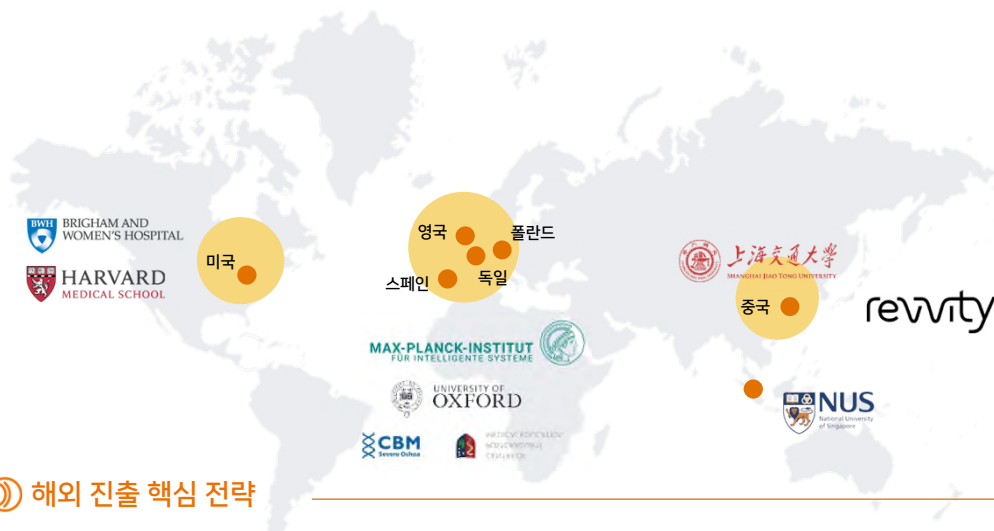 BWH
BRIGHAM AND
WOMEN'S HOSPITAL
HARVARD
MEDICAL SCHOOL
미국
영국
폴란드
스페인
독일
MAX-PLANCK-INSTITUT
FÜR INTELLIGENTE SYSTEME
UNIVERSITY OF
OXFORD
CBM
Severo Ochoa
上海交通大学
SHANGHAI JIAO TONG UNIVERSITY
중국
revvity
NUS
National University
of Singapore
해외 진출 핵심 전략